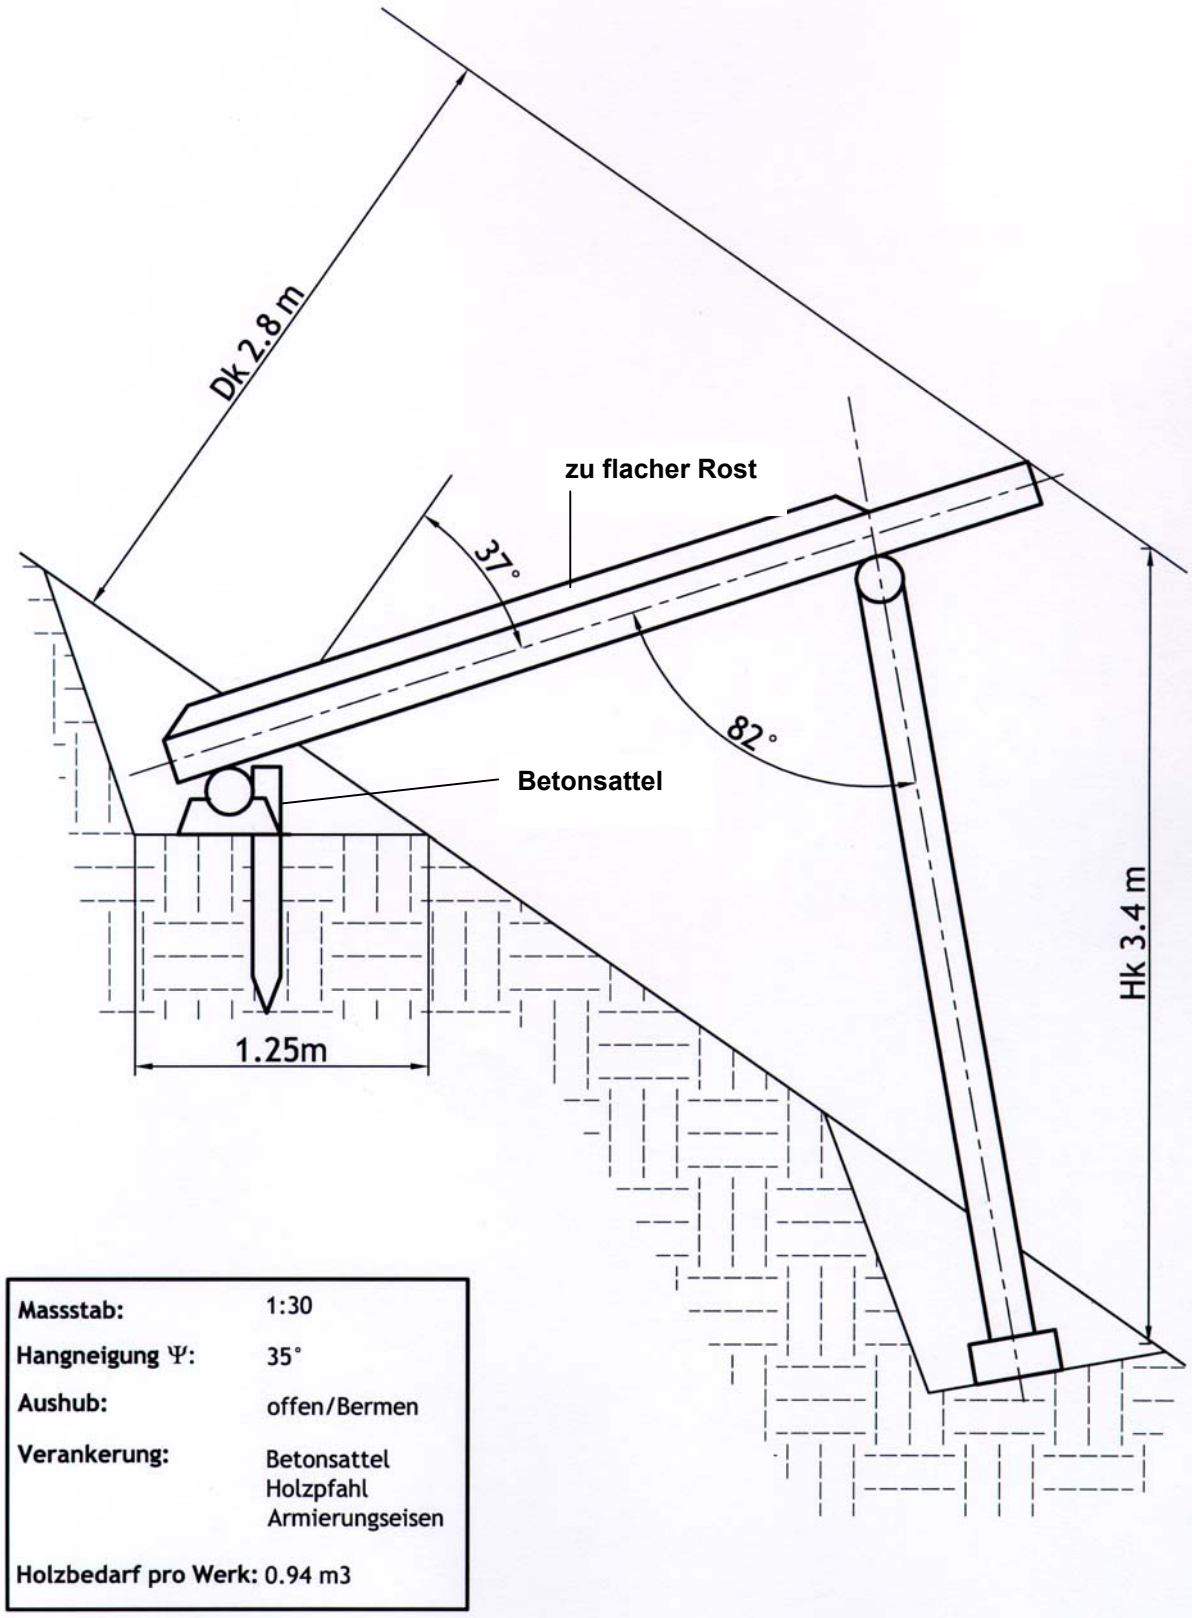 Dk 2.8 m
zu flacher Rost
37°
82°
Betonsattel
Hk 3.4 m
1.25m
Massstab: 1:30
Hangneigung Ψ: 35°
Aushub: offen/Bermen
Verankerung: Betonsattel
Holzpfahl
Armierungseisen
Holzbedarf pro Werk: 0.94 m3